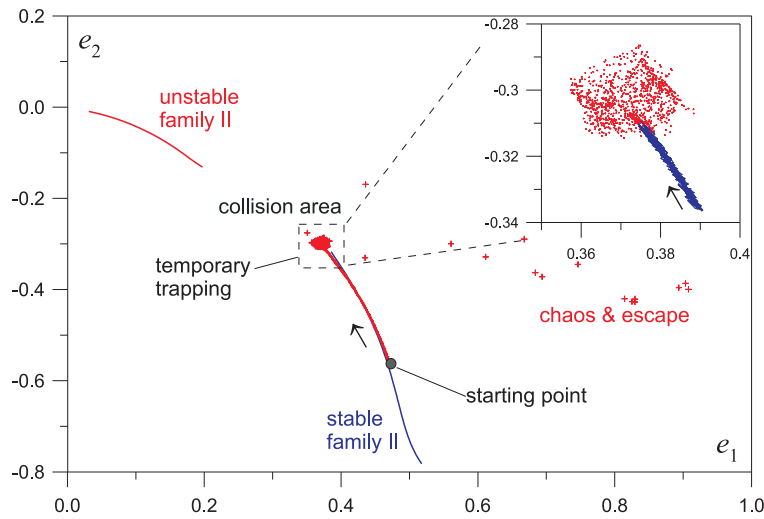 0.2
e2
0.0
-0.2
-0.4
-0.6
-0.8
unstable
family II
collision area
temporary
trapping
chaos & escape
starting point
stable
family II
e1
0.0
0.2
0.4
0.6
0.8
1.0
-0.28
-0.3
-0.32
-0.34
0.36
0.38
0.4